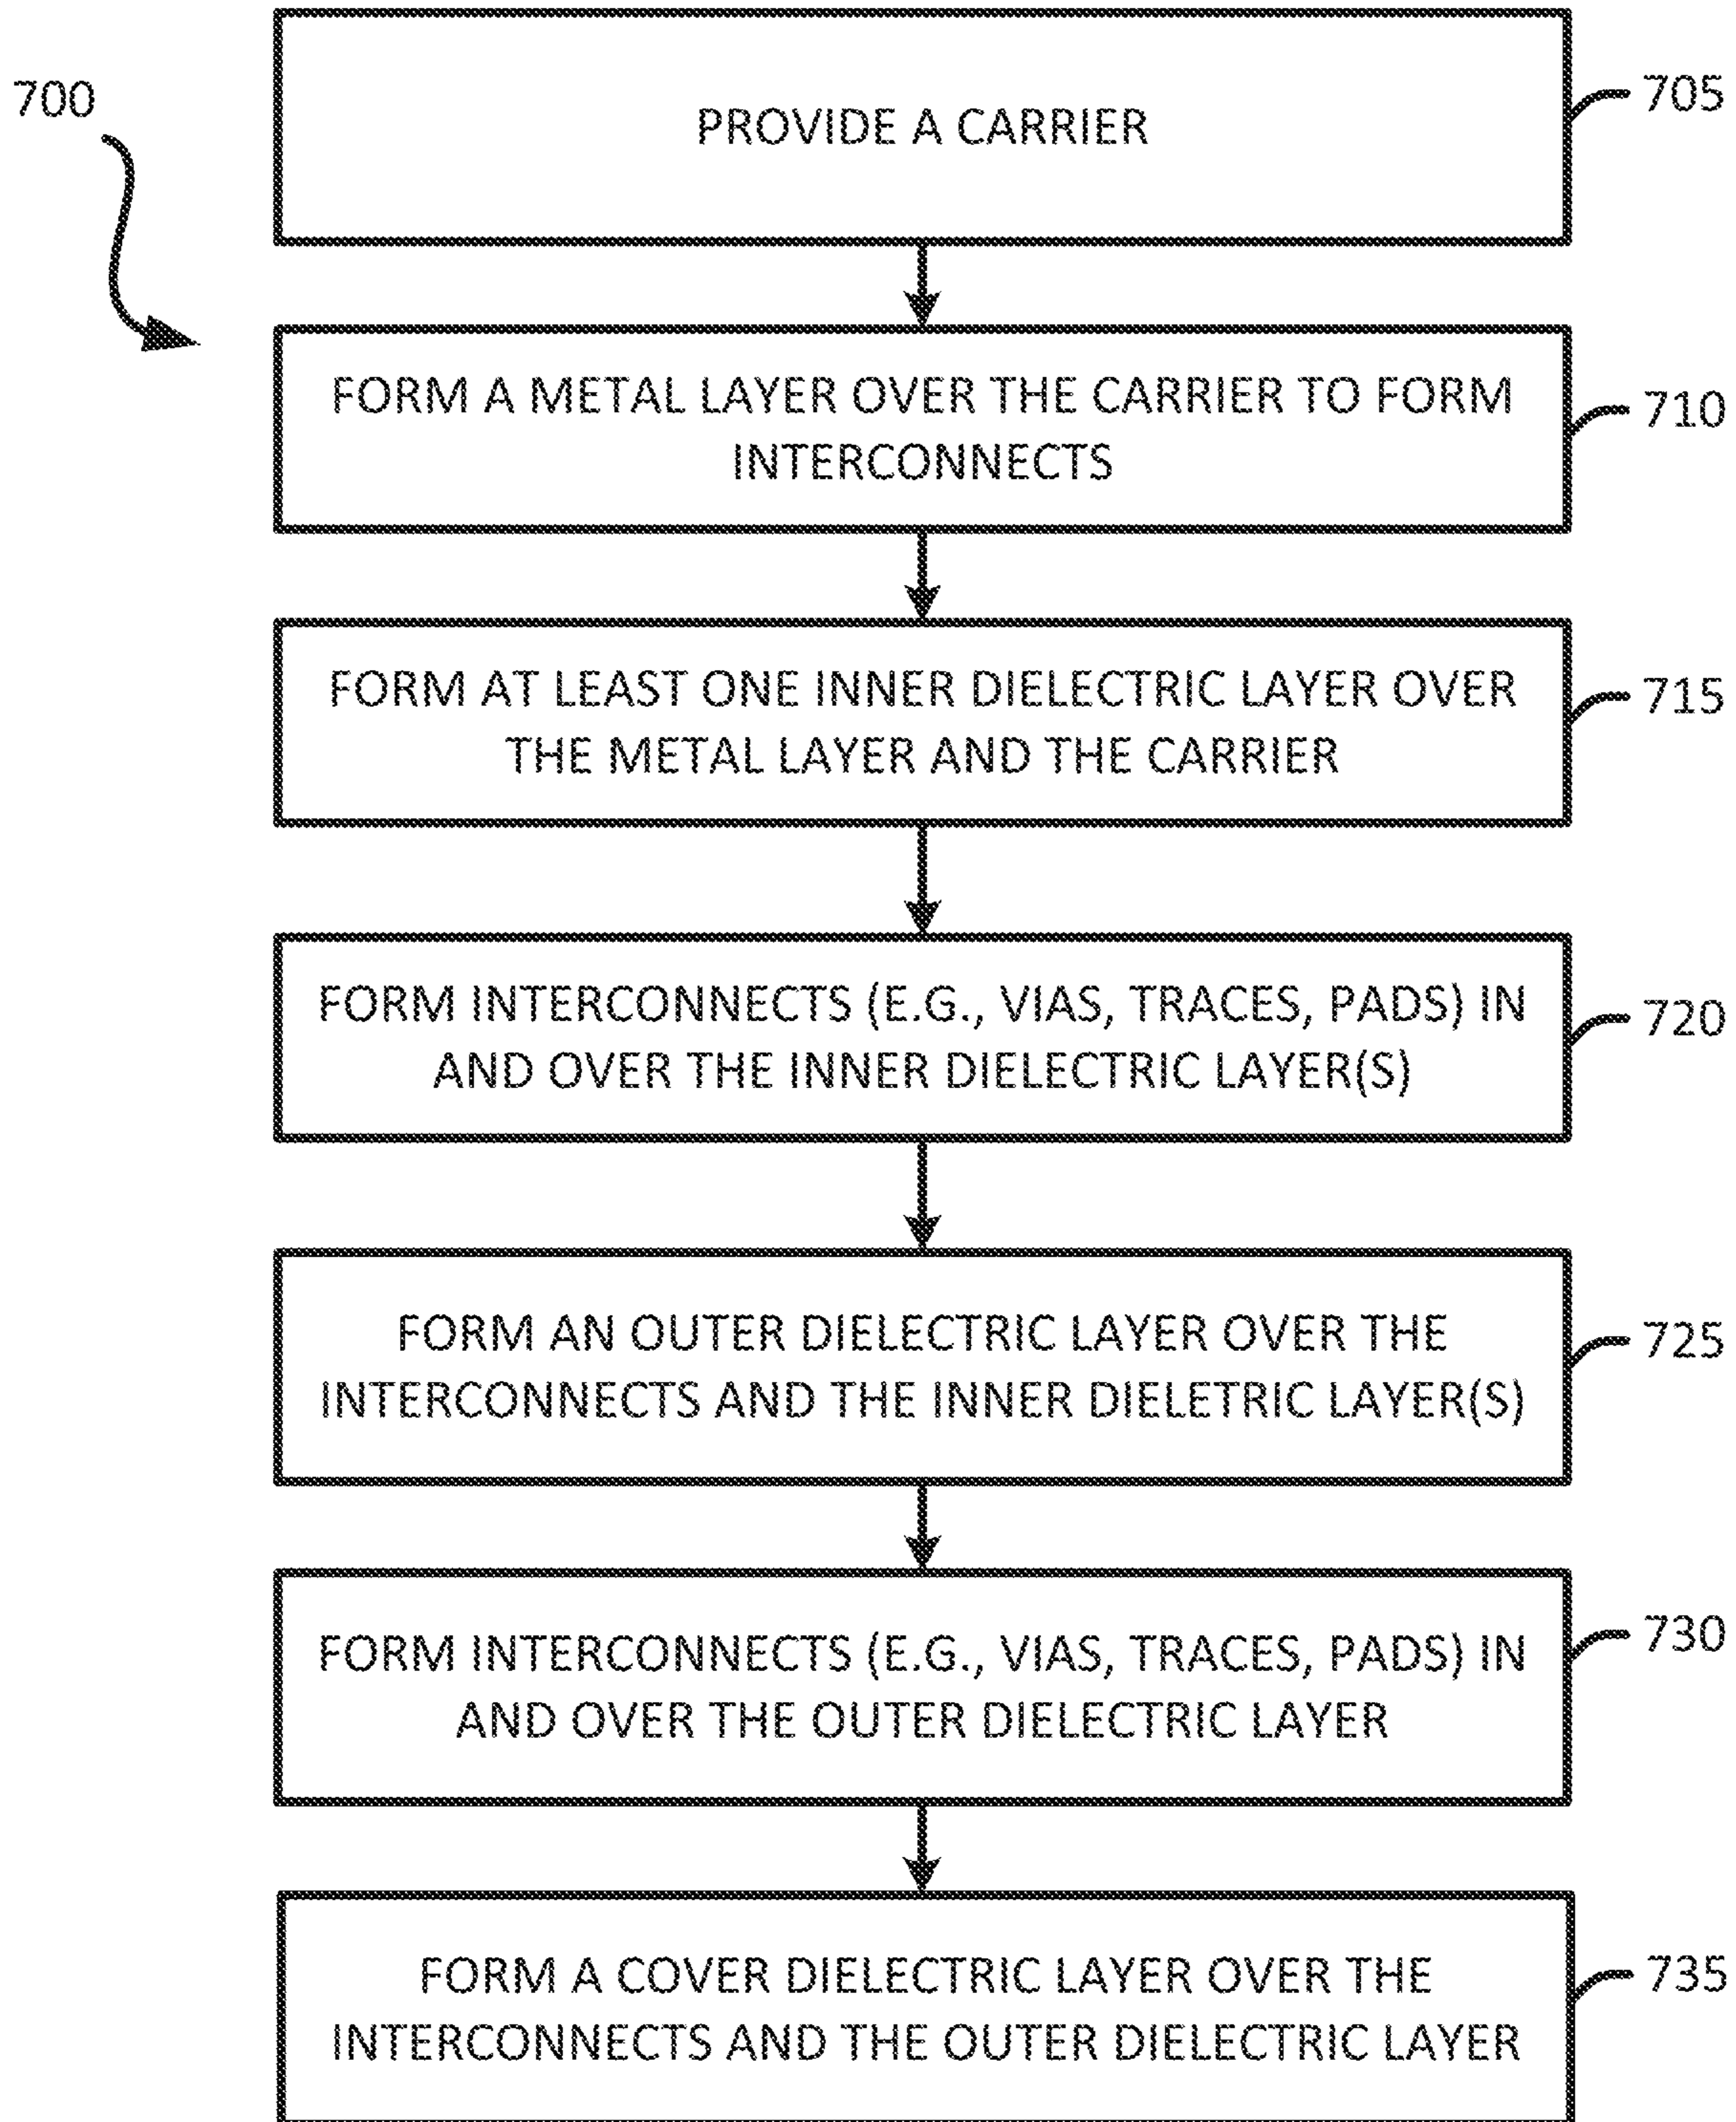 700
PROVIDE A CARRIER
705
FORM A METAL LAYER OVER THE CARRIER TO FORM
INTERCONNECTS
710
FORM AT LEAST ONE INNER DIELECTRIC LAYER OVER
THE METAL LAYER AND THE CARRIER
715
FORM INTERCONNECTS (E.G., VIAS, TRACES, PADS) IN
AND OVER THE INNER DIELECTRIC LAYER(S)
720
FORM AN OUTER DIELECTRIC LAYER OVER THE
INTERCONNECTS AND THE INNER DIELETRIC LAYER(S)
725
FORM INTERCONNECTS (E.G., VIAS, TRACES, PADS) IN
AND OVER THE OUTER DIELECTRIC LAYER
730
FORM A COVER DIELECTRIC LAYER OVER THE
INTERCONNECTS AND THE OUTER DIELECTRIC LAYER
735